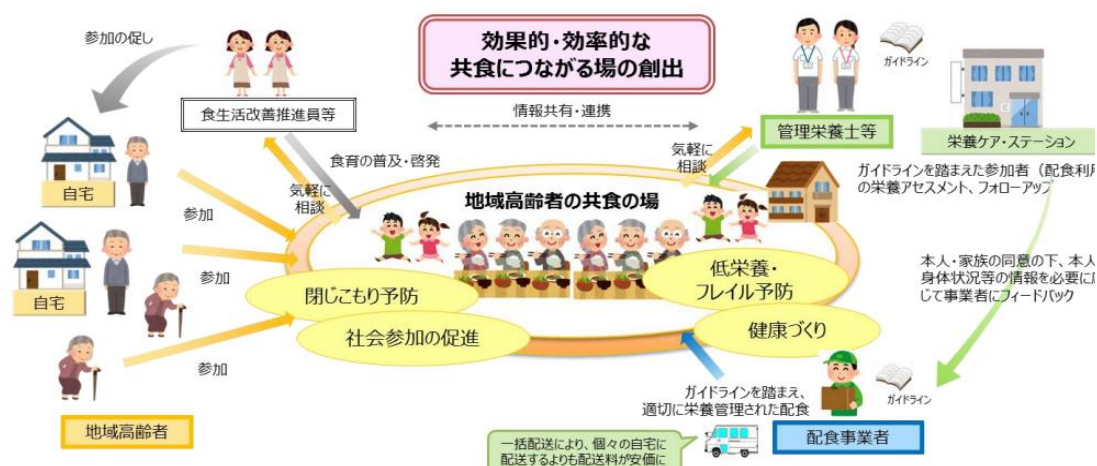 効果的・効率的な
共食につながる場の創出
参加の促し
食生活改善推進員等
情報共有・連携
ガイドライン
管理栄養士等
栄養ケア・ステーション
ガイドラインを踏まえた参加者（配食利用
の栄養アセスメント、フォローアップ
食育の普及・啓発
気軽に
相談
気軽に
相談
自宅
参加
地域高齢者の共食の場
自宅
参加
閉じこもり予防
低栄養・
フレイル予防
本人・家族の同意の下、本人
身体状況等の情報を必要に応
じて事業者にフィードバック
社会参加の促進
健康づくり
参加
ガイドラインを踏まえ、
適切に栄養管理された配食
ガイドライン
地域高齢者
配食事業者
一括配送により、個々の自宅に
配送するよりも配送料が安価に